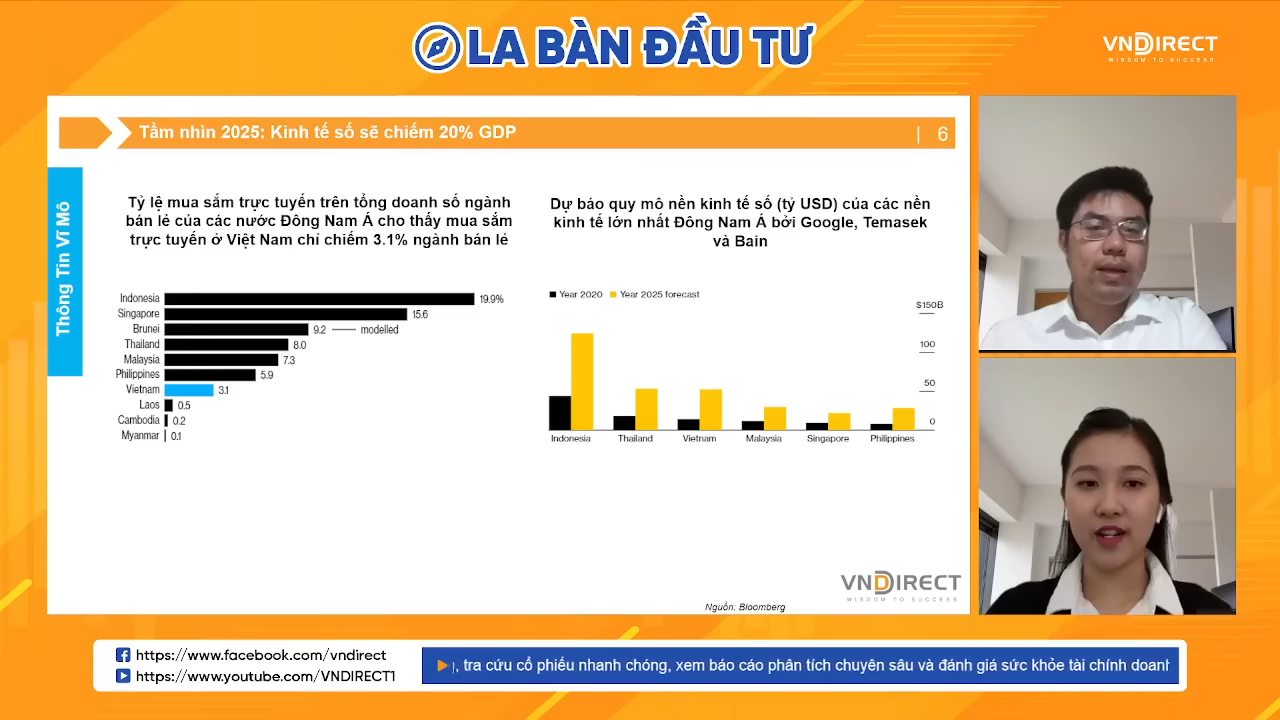 LA BÀN ĐẦU TƯ
VNDIRECT
WISDOM TO SUCCESS
Tầm nhìn 2025: Kinh tế số sẽ chiếm 20% GDP
| 6
Thông Tin Vĩ Mô
Tỷ lệ mua sắm trực tuyến trên tổng doanh số ngành
bán lẻ của các nước Đông Nam Á cho thấy mua sắm
trực tuyến ở Việt Nam chỉ chiếm 3.1% ngành bán lẻ
Indonesia 19.9%
Singapore 15.6
Brunei 9.2 modelled
Thailand 8.0
Malaysia 7.3
Philippines 5.9
Vietnam 3.1
Laos 0.5
Cambodia 0.2
Myanmar 0.1
Dự báo quy mô nền kinh tế số (tỷ USD) của các nền
kinh tế lớn nhất Đông Nam Á bởi Google, Temasek
và Bain
Year 2020 Year 2025 forecast
$150B
100
50
0
Indonesia Thailand Vietnam Malaysia Singapore Philippines
VNDIRECT
WISDOM TO SUCCESS
Nguồn: Bloomberg
https://www.facebook.com/vndirect
https://www.youtube.com/VNDIRECT1
, tra cứu cổ phiếu nhanh chóng, xem báo cáo phân tích chuyên sâu và đánh giá sức khỏe tài chính doanh